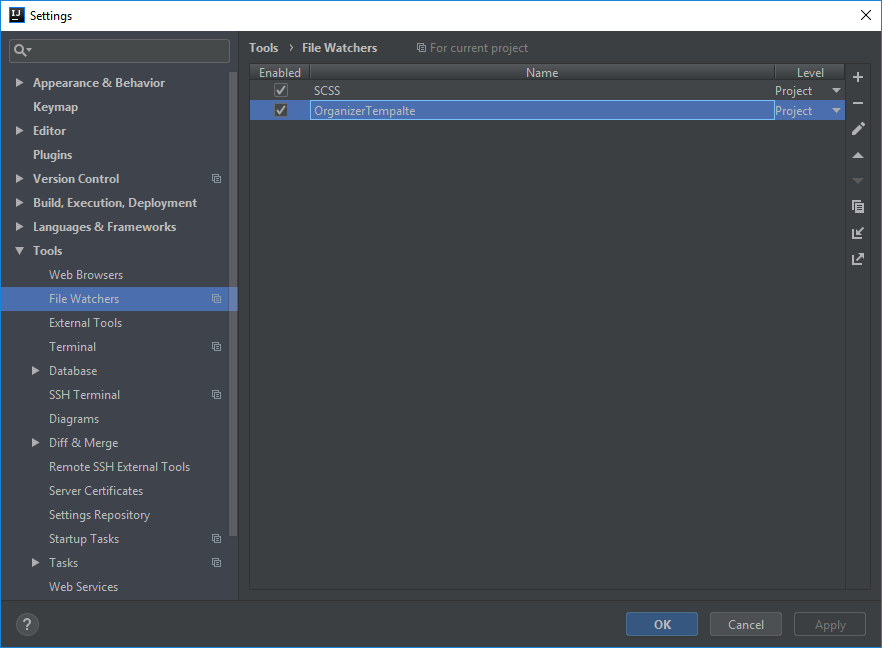 IJ Settings
Tools › File Watchers For current project
Enabled Name Level
SCSS Project
OrganizerTempalte Project
Appearance & Behavior
Keymap
Editor
Plugins
Version Control
Build, Execution, Deployment
Languages & Frameworks
Tools
Web Browsers
File Watchers
External Tools
Terminal
Database
SSH Terminal
Diagrams
Diff & Merge
Remote SSH External Tools
Server Certificates
Settings Repository
Startup Tasks
Tasks
Web Services
? OK Cancel Apply